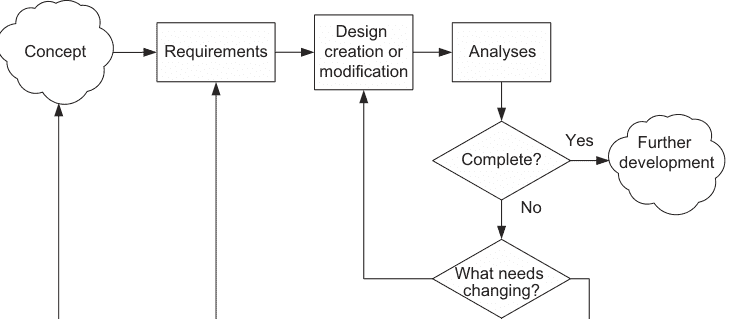 Concept
Requirements
Design
creation or
modification
Analyses
Complete?
Yes
Further
development
No
What needs
changing?